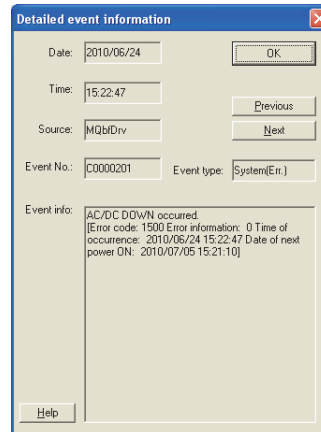 Detailed event information
Date: 2010/06/24
OK
Time: 15:22:47
Previous
Source: MQbfDrv
Next
Event No.: C0000201 Event type: System(Err.)
Event info: AC/DC DOWN occurred.
[Error code: 1500 Error information: 0 Time of
occurrence: 2010/06/24 15:22:47 Date of next
power ON: 2010/07/05 15:21:10]
Help